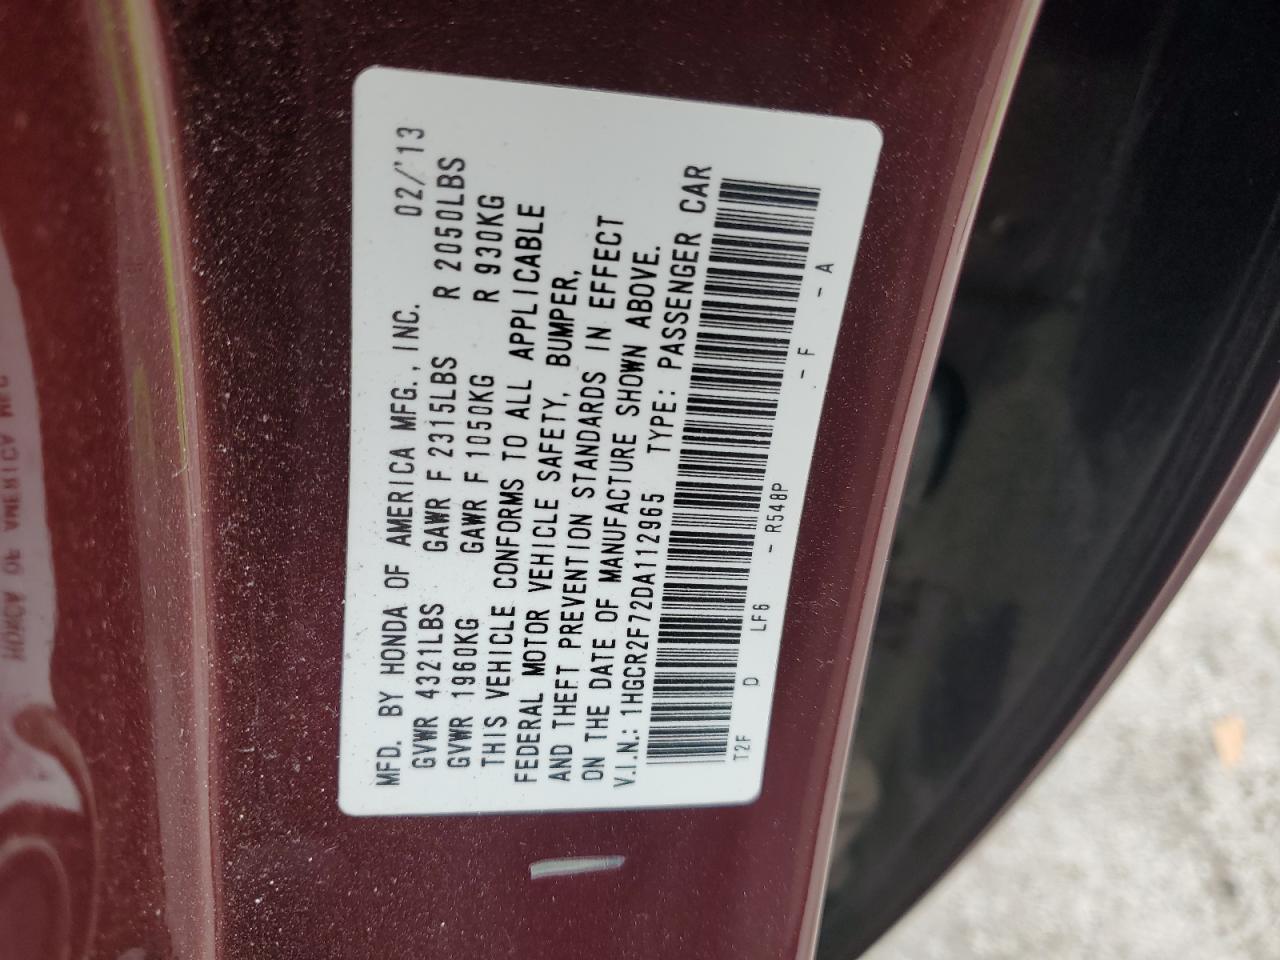 MFD. BY HONDA OF AMERICA MFG., INC. 02/'13
GVWR 4321LBS GAWR F 2315LBS R 2050LBS
GVWR 1960KG GAWR F 1050KG R 930KG
THIS VEHICLE CONFORMS TO ALL APPLICABLE
FEDERAL MOTOR VEHICLE SAFETY, BUMPER,
AND THEFT PREVENTION STANDARDS IN EFFECT
ON THE DATE OF MANUFACTURE SHOWN ABOVE.
V.I.N.: 1HGCR2F72DA112965 TYPE: PASSENGER CAR
T2F D LF6 - R548P - F - A